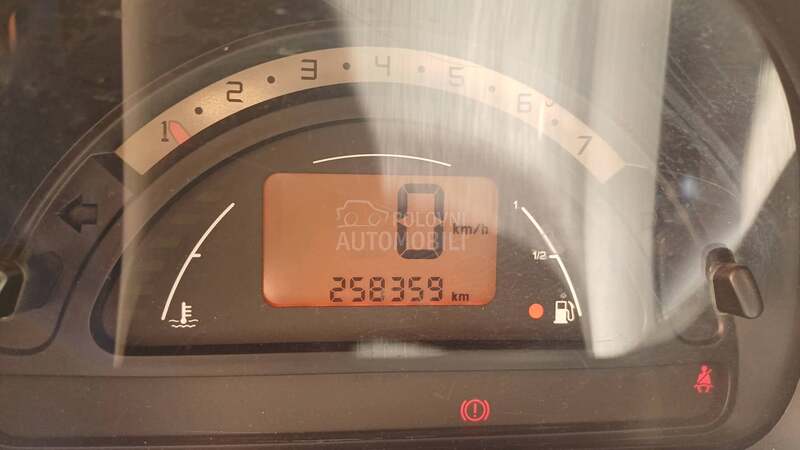 1 2 3 4 5 6 7
0 km/h
POLOVNI
AUTOMOBILI
258359 km
1
1/2